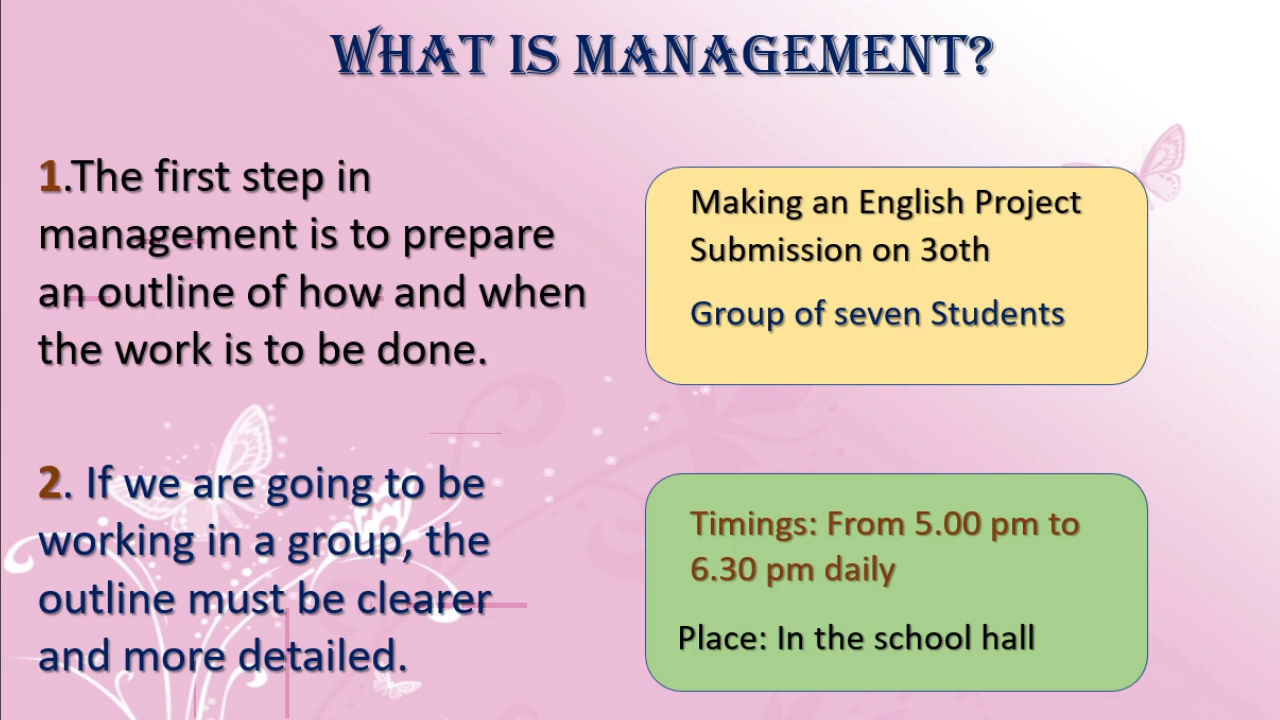 WHAT IS MANAGEMENT?
1.The first step in
management is to prepare
an outline of how and when
the work is to be done.
2. If we are going to be
working in a group, the
outline must be clearer
and more detailed.
Making an English Project
Submission on 3oth
Group of seven Students
Timings: From 5.00 pm to
6.30 pm daily
Place: In the school hall